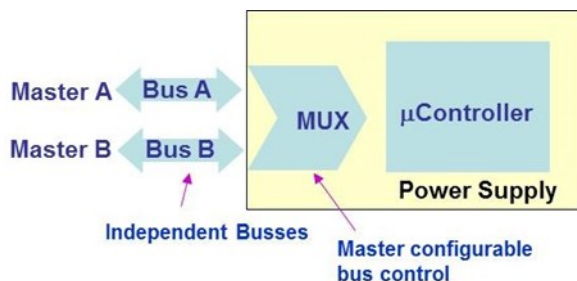 Master A
Bus A
Master B
Bus B
MUX
µController
Power Supply
Independent Busses
Master configurable
bus control